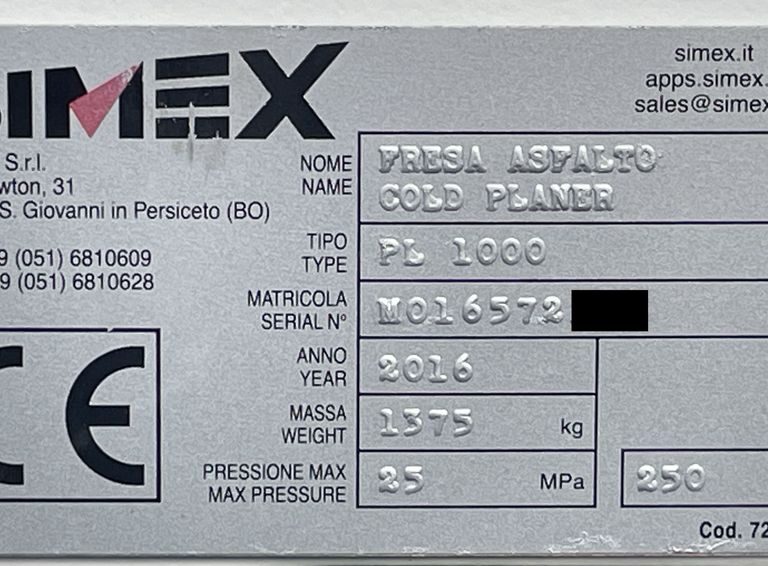 SIMEX
simex.it
apps.simex.
sales@simex
S.r.l.
wton, 31
S. Giovanni in Persiceto (BO)
9 (051) 6810609
9 (051) 6810628
NOME FRESA ASFALTO
NAME COLD PLANER
TIPO
TYPE PL 1000
MATRICOLA
SERIAL N° M016572
ANNO
YEAR 2016
MASSA
WEIGHT 1375 kg
PRESSIONE MAX
MAX PRESSURE 25 MPa 250
CE
Cod. 72